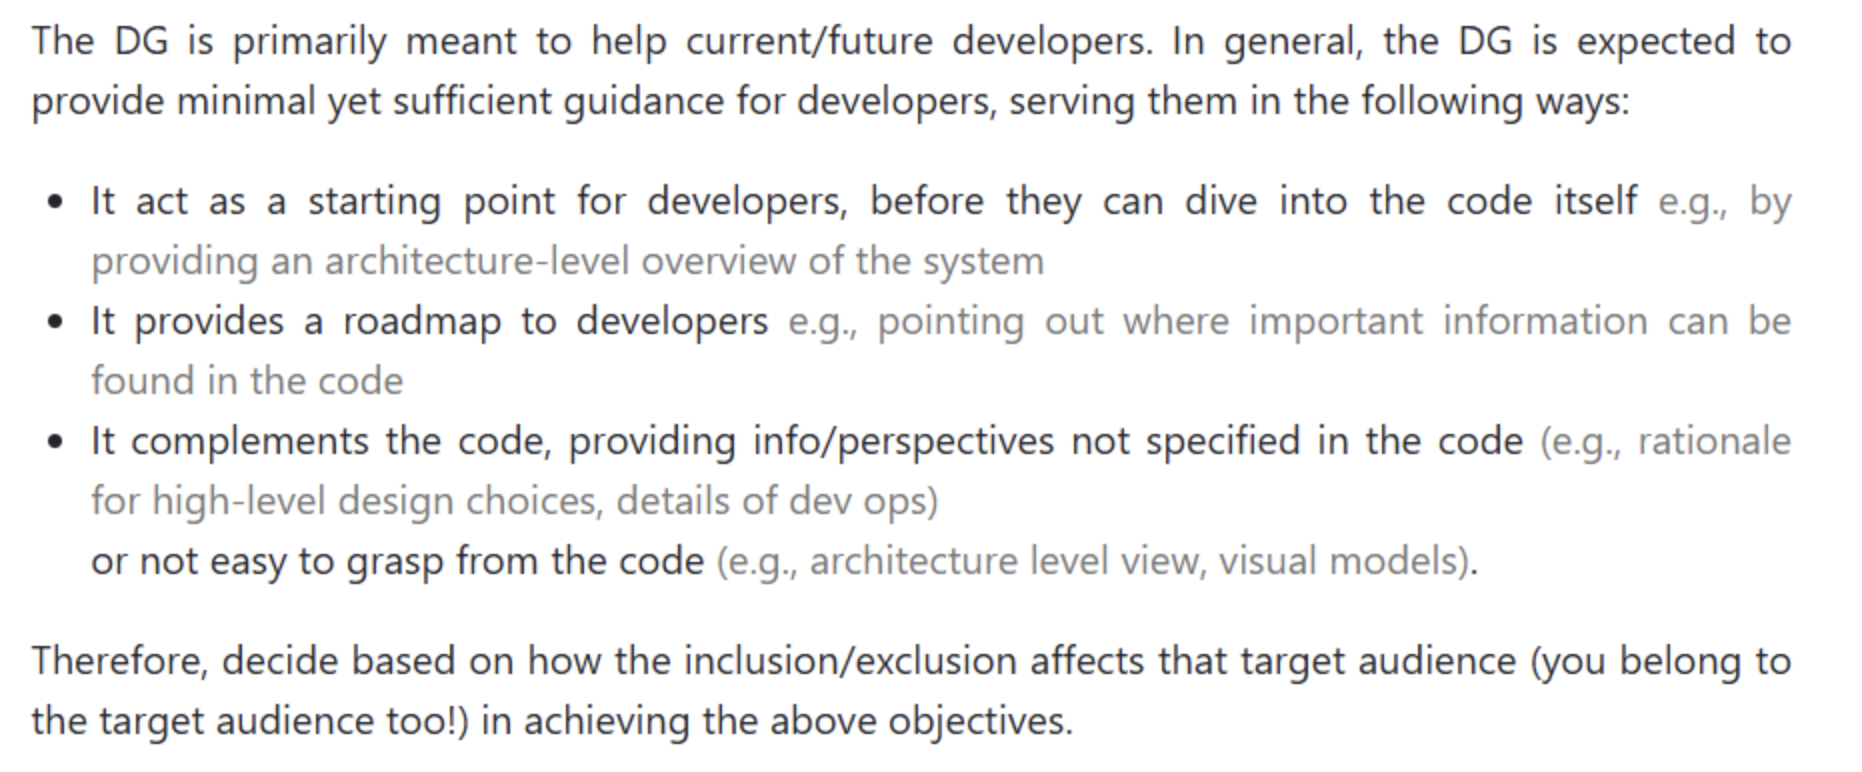 The DG is primarily meant to help current/future developers. In general, the DG is expected to
provide minimal yet sufficient guidance for developers, serving them in the following ways:
• It act as a starting point for developers, before they can dive into the code itself e.g., by
providing an architecture-level overview of the system
• It provides a roadmap to developers e.g., pointing out where important information can be
found in the code
• It complements the code, providing info/perspectives not specified in the code (e.g., rationale
for high-level design choices, details of dev ops)
or not easy to grasp from the code (e.g., architecture level view, visual models).
Therefore, decide based on how the inclusion/exclusion affects that target audience (you belong to
the target audience too!) in achieving the above objectives.